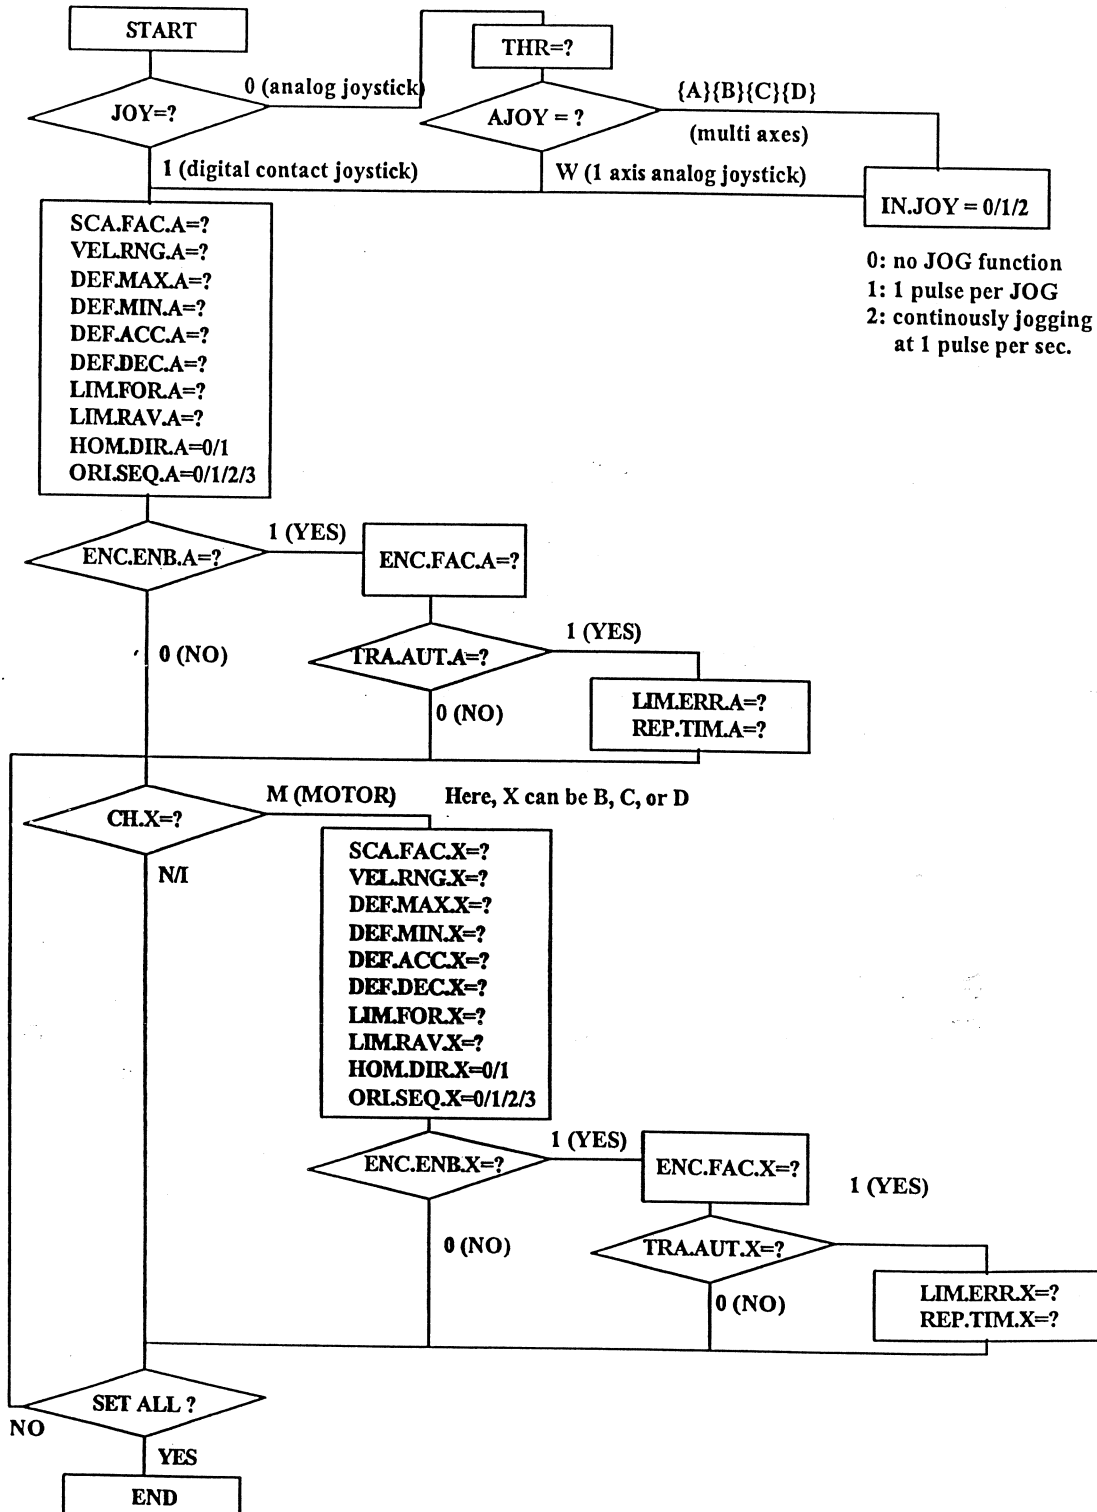 START
THR=?
0 (analog joystick)
JOY=?
AJOY = ?
{A}{B}{C}{D}
(multi axes)
1 (digital contact joystick)
W (1 axis analog joystick)
IN.JOY = 0/1/2
0: no JOG function
1: 1 pulse per JOG
2: continously jogging
at 1 pulse per sec.
SCA.FAC.A=?
VEL.RNG.A=?
DEF.MAX.A=?
DEF.MIN.A=?
DEF.ACC.A=?
DEF.DEC.A=?
LIM.FOR.A=?
LIM.RAV.A=?
HOM.DIR.A=0/1
ORI.SEQ.A=0/1/2/3
ENC.ENB.A=?
1 (YES)
ENC.FAC.A=?
0 (NO)
TRA.AUT.A=?
1 (YES)
0 (NO)
LIM.ERR.A=?
REP.TIM.A=?
CH.X=?
M (MOTOR)
Here, X can be B, C, or D
N/I
SCA.FAC.X=?
VEL.RNG.X=?
DEF.MAX.X=?
DEF.MIN.X=?
DEF.ACC.X=?
DEF.DEC.X=?
LIM.FOR.X=?
LIM.RAV.X=?
HOM.DIR.X=0/1
ORI.SEQ.X=0/1/2/3
ENC.ENB.X=?
1 (YES)
ENC.FAC.X=?
1 (YES)
0 (NO)
TRA.AUT.X=?
0 (NO)
LIM.ERR.X=?
REP.TIM.X=?
SET ALL ?
NO
YES
END